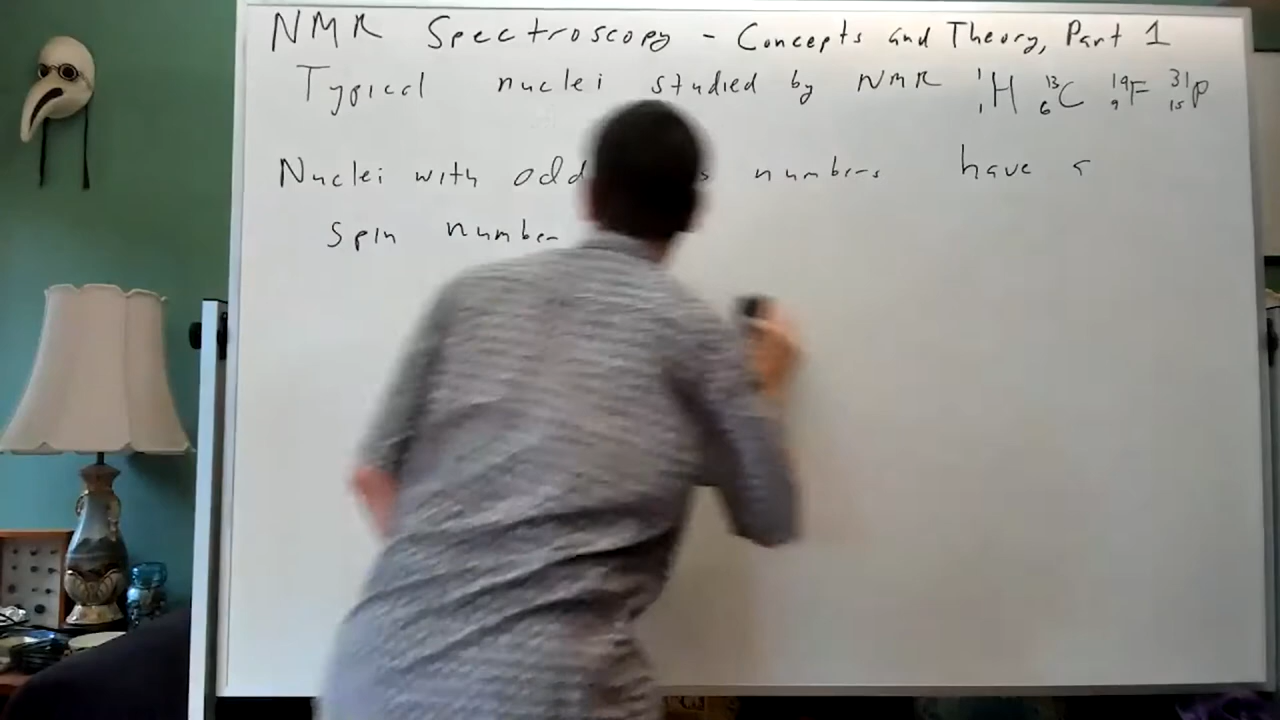 NMR Spectroscopy - Concepts and Theory, Part 1
Typical nuclei studied by NMR ¹₁H ¹³₆C ¹⁹₉F ³¹₁₅P
Nuclei with odd numbers have a
spin number